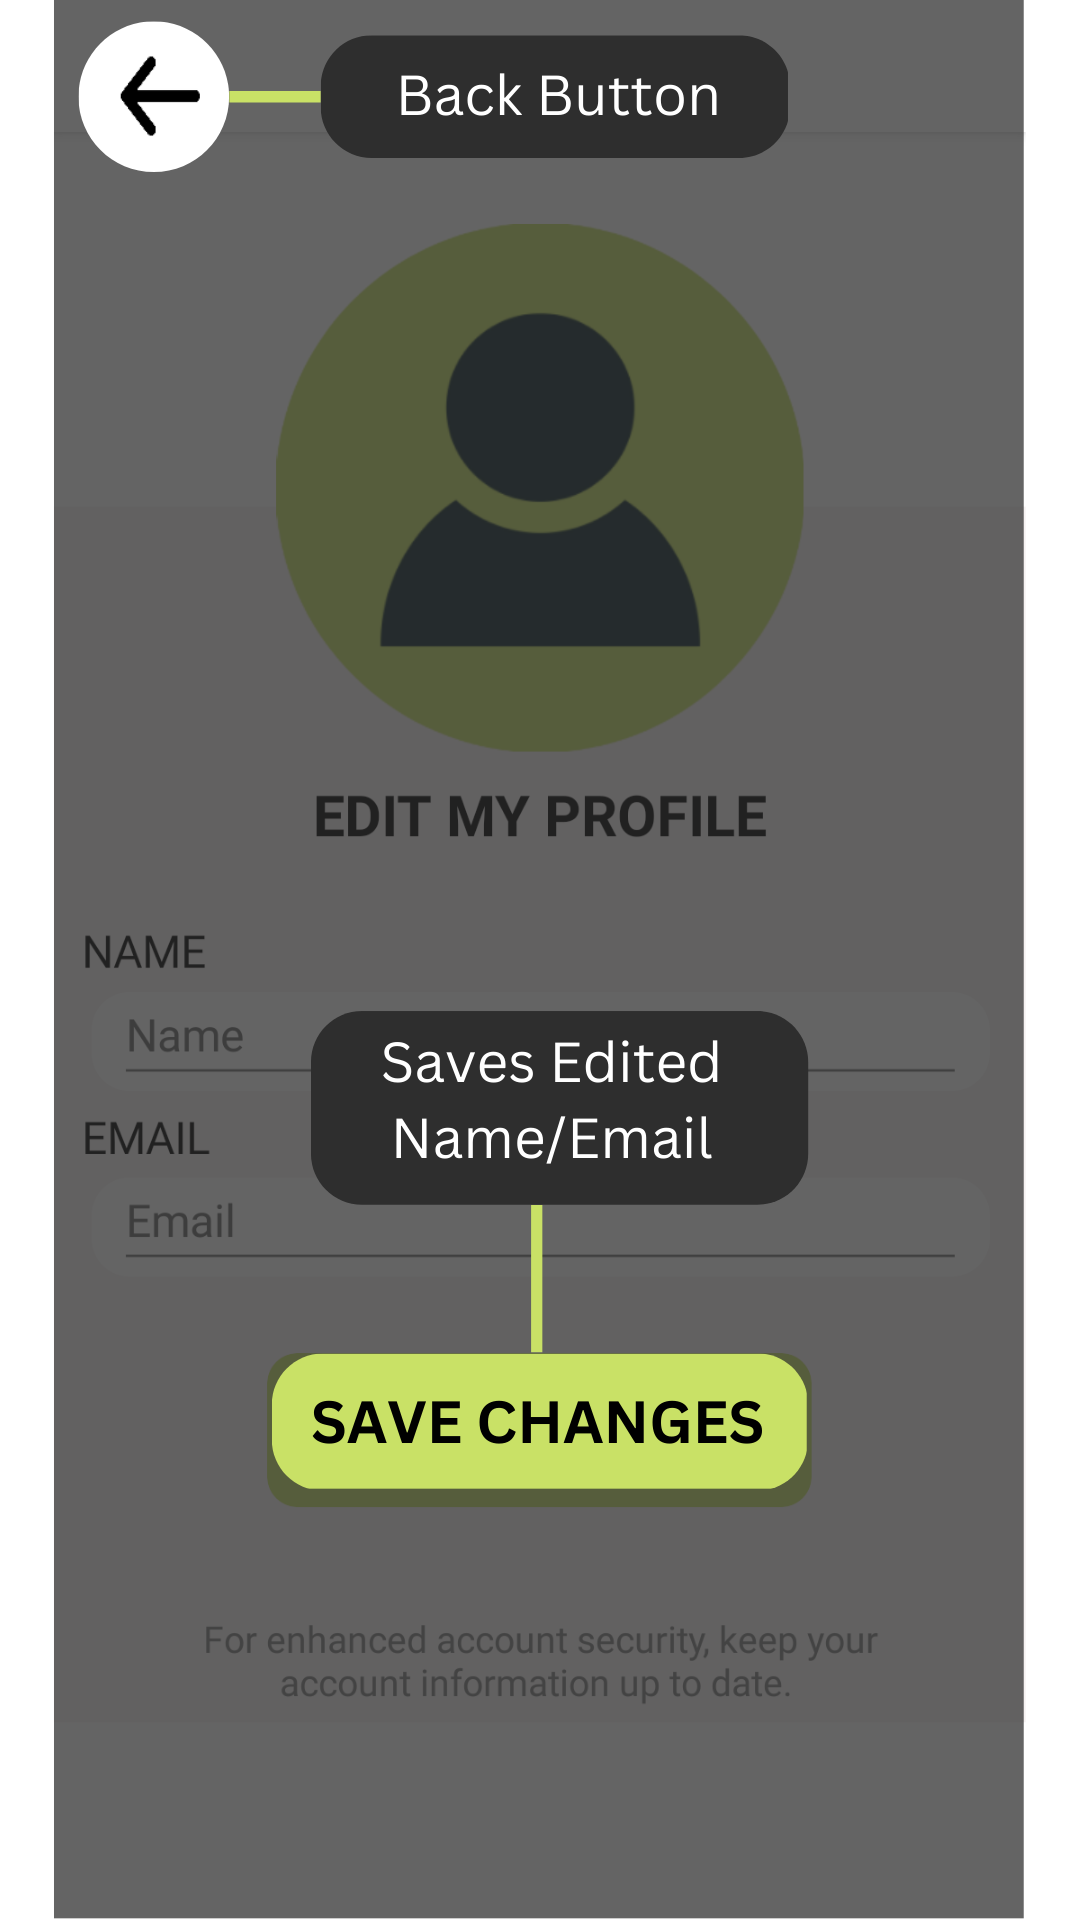 Back Button
EDIT MY PROFILE
NAME
Name
Saves Edited
Name/Email
EMAIL
Email
SAVE CHANGES
For enhanced account security, keep your
account information up to date.